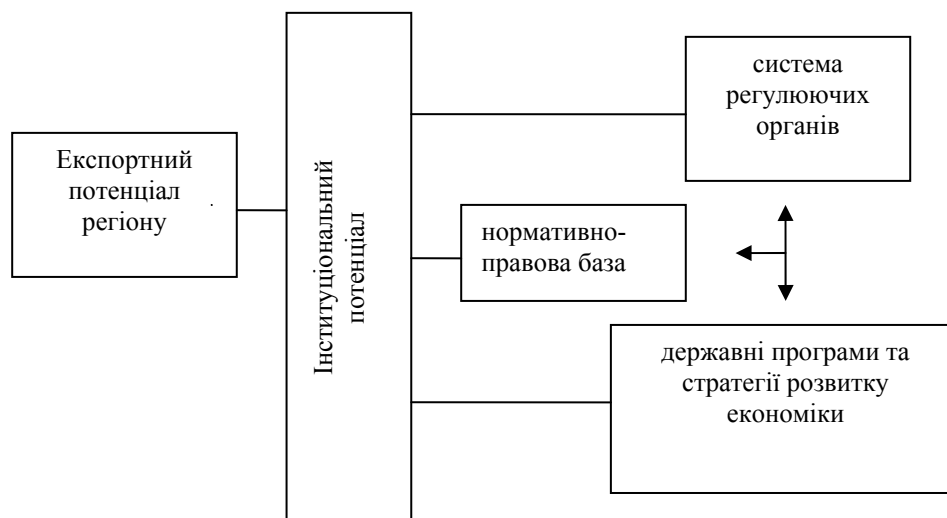 Експортний
потенціал
регіону
Інституціональний
потенціал
система
регулюючих
органів
нормативно-
правова база
державні програми та
стратегії розвитку
економіки